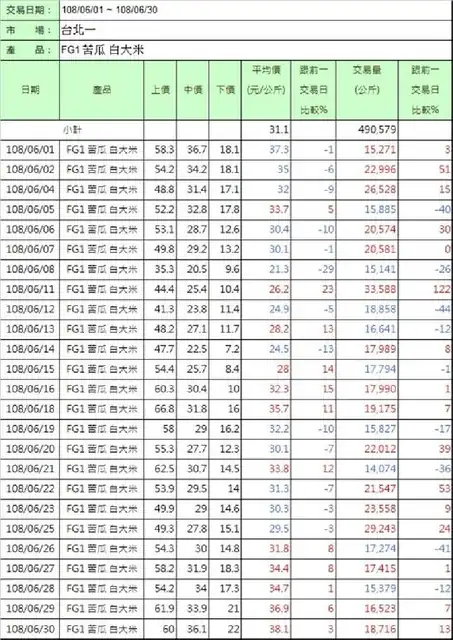 交易日期： 108/06/01 ~ 108/06/30
市 場： 台北一
產 品： FG1 苦瓜 白大米
日期 產品 上價 中價 下價 平均價 (元/公斤) 跟前一交易日比較% 交易量 (公斤) 跟前一交易日比較%
小計 31.1 490,579
108/06/01 FG1 苦瓜 白大米 58.3 36.7 18.1 37.3 -1 15,271 3
108/06/02 FG1 苦瓜 白大米 54.2 34.2 18.1 35 -6 22,996 51
108/06/04 FG1 苦瓜 白大米 48.8 31.4 17.1 32 -9 26,528 15
108/06/05 FG1 苦瓜 白大米 52.2 32.8 17.8 33.7 5 15,885 -40
108/06/06 FG1 苦瓜 白大米 53.1 28.7 12.6 30.4 -10 20,574 30
108/06/07 FG1 苦瓜 白大米 49.8 29.2 13.2 30.1 -1 20,581 0
108/06/08 FG1 苦瓜 白大米 35.3 20.5 9.6 21.3 -29 15,141 -26
108/06/11 FG1 苦瓜 白大米 44.4 25.4 10.4 26.2 23 33,588 122
108/06/12 FG1 苦瓜 白大米 41.3 23.8 11.4 24.9 -5 18,858 -44
108/06/13 FG1 苦瓜 白大米 48.2 27.1 11.7 28.2 13 16,641 -12
108/06/14 FG1 苦瓜 白大米 47.7 22.5 7.2 24.5 -13 17,989 8
108/06/15 FG1 苦瓜 白大米 54.4 25.7 8.4 28 14 17,794 -1
108/06/16 FG1 苦瓜 白大米 60.3 30.4 10 32.3 15 17,990 1
108/06/18 FG1 苦瓜 白大米 66.8 31.8 16 35.7 11 19,175 7
108/06/19 FG1 苦瓜 白大米 58 29 16.2 32.2 -10 15,827 -17
108/06/20 FG1 苦瓜 白大米 55.3 27.7 12.3 30.1 -7 22,012 39
108/06/21 FG1 苦瓜 白大米 62.5 30.7 14.5 33.8 12 14,074 -36
108/06/22 FG1 苦瓜 白大米 53.9 29.5 14 31.3 -7 21,547 53
108/06/23 FG1 苦瓜 白大米 49.9 29 14.6 30.3 -3 23,558 9
108/06/25 FG1 苦瓜 白大米 49.3 27.8 15.1 29.5 -3 29,243 24
108/06/26 FG1 苦瓜 白大米 54.3 30 14.8 31.8 8 17,274 -41
108/06/27 FG1 苦瓜 白大米 58.2 31.9 18.3 34.4 8 17,415 1
108/06/28 FG1 苦瓜 白大米 54.2 34 17.3 34.7 1 15,379 -12
108/06/29 FG1 苦瓜 白大米 61.9 33.9 21 36.9 6 16,523 7
108/06/30 FG1 苦瓜 白大米 60 36.1 22 38.1 3 18,716 13